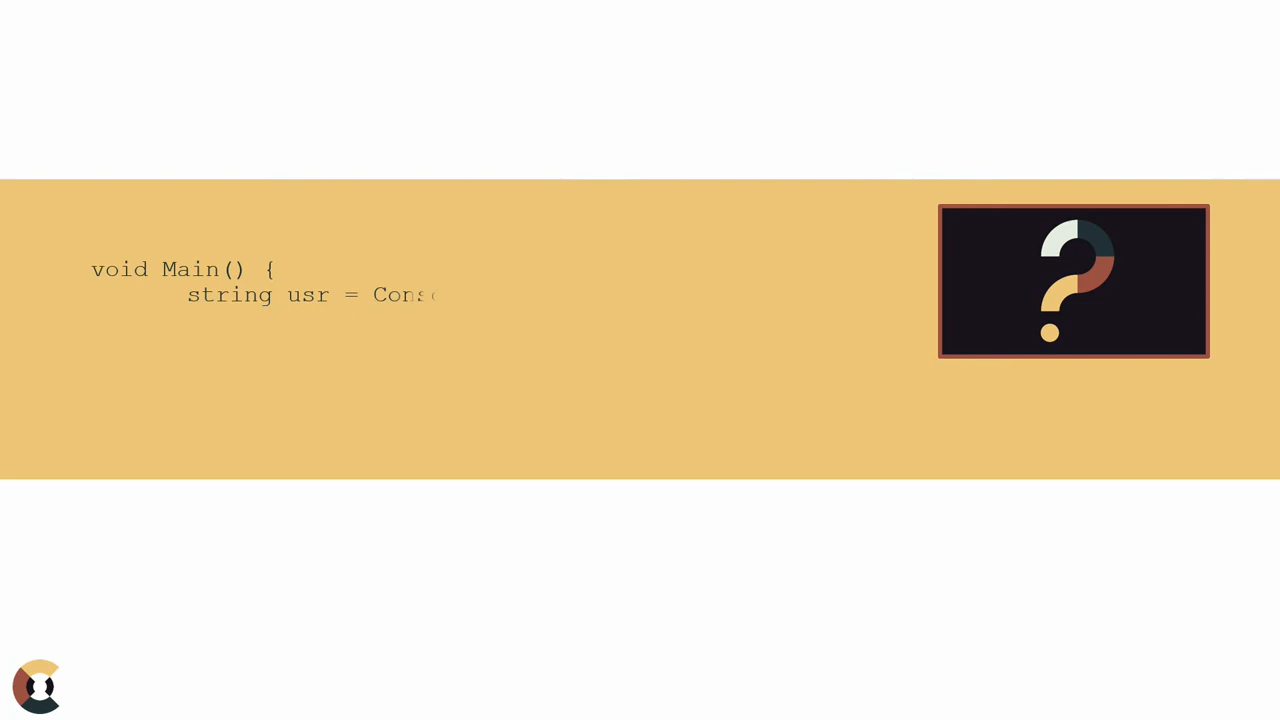 void Main() {
string usr = Cons